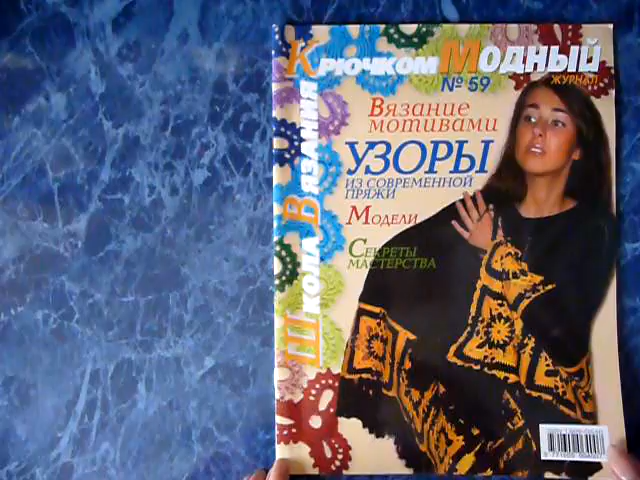 Крючком Модный
журнал
№ 59
Школа Вязания
Вязание
мотивами
УЗОРЫ
из современной
пряжи
Модели
Секреты
мастерства